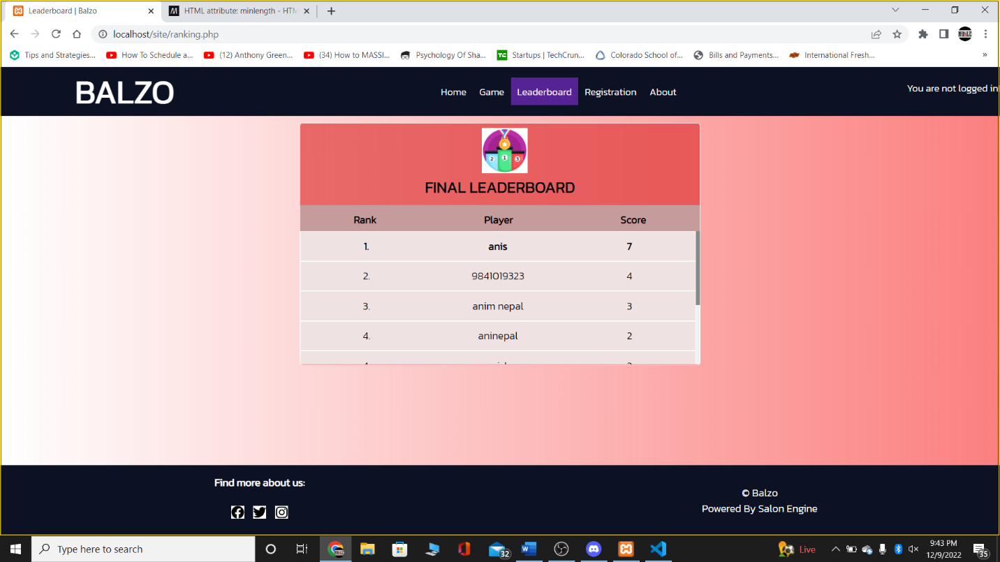 Leaderboard | Balzo
HTML attribute: minlength - HTM
localhost/site/ranking.php
Tips and Strategies...
How To Schedule a...
(12) Anthony Green...
(34) How to MASSI...
Psychology Of Sha...
TC
Startups | TechCrun...
Colorado School of...
Bills and Payments...
International Fresh...
»
BALZO
Home
Game
Leaderboard
Registration
About
You are not logged in
2 1 3
FINAL LEADERBOARD
Rank Player Score
1. anis 7
2. 9841019323 4
3. anim nepal 3
4. aninepal 2
Find more about us:
© Balzo
Powered By Salon Engine
Type here to search
32
Live
9:43 PM
12/9/2022
35